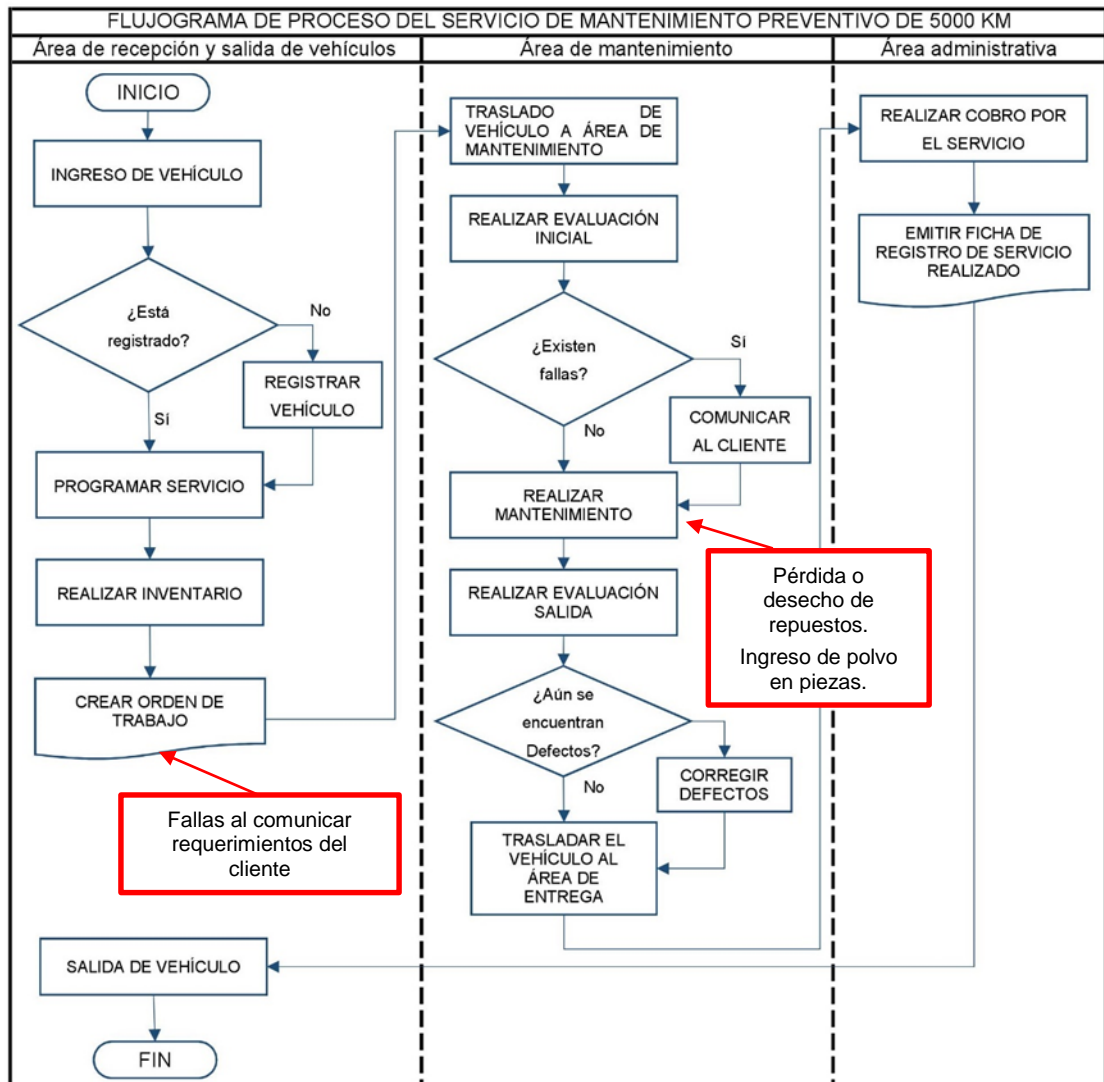 FLUJOGRAMA DE PROCESO DEL SERVICIO DE MANTENIMIENTO PREVENTIVO DE 5000 KM
Área de recepción y salida de vehículos
INICIO
INGRESO DE VEHÍCULO
¿Está
registrado?
No
REGISTRAR
VEHÍCULO
Sí
PROGRAMAR SERVICIO
REALIZAR INVENTARIO
CREAR ORDEN DE
TRABAJO
Fallas al comunicar
requerimientos del
cliente
SALIDA DE VEHÍCULO
FIN
Área de mantenimiento
TRASLADO DE
VEHÍCULO A ÁREA DE
MANTENIMIENTO
REALIZAR EVALUACIÓN
INICIAL
¿Existen
fallas?
Sí
COMUNICAR
AL CLIENTE
No
REALIZAR
MANTENIMIENTO
Pérdida o
desecho de
repuestos.
Ingreso de polvo
en piezas.
REALIZAR EVALUACIÓN
SALIDA
¿Aún se
encuentran
Defectos?
CORREGIR
DEFECTOS
No
TRASLADAR EL
VEHÍCULO AL
ÁREA DE
ENTREGA
Área administrativa
REALIZAR COBRO POR
EL SERVICIO
EMITIR FICHA DE
REGISTRO DE SERVICIO
REALIZADO